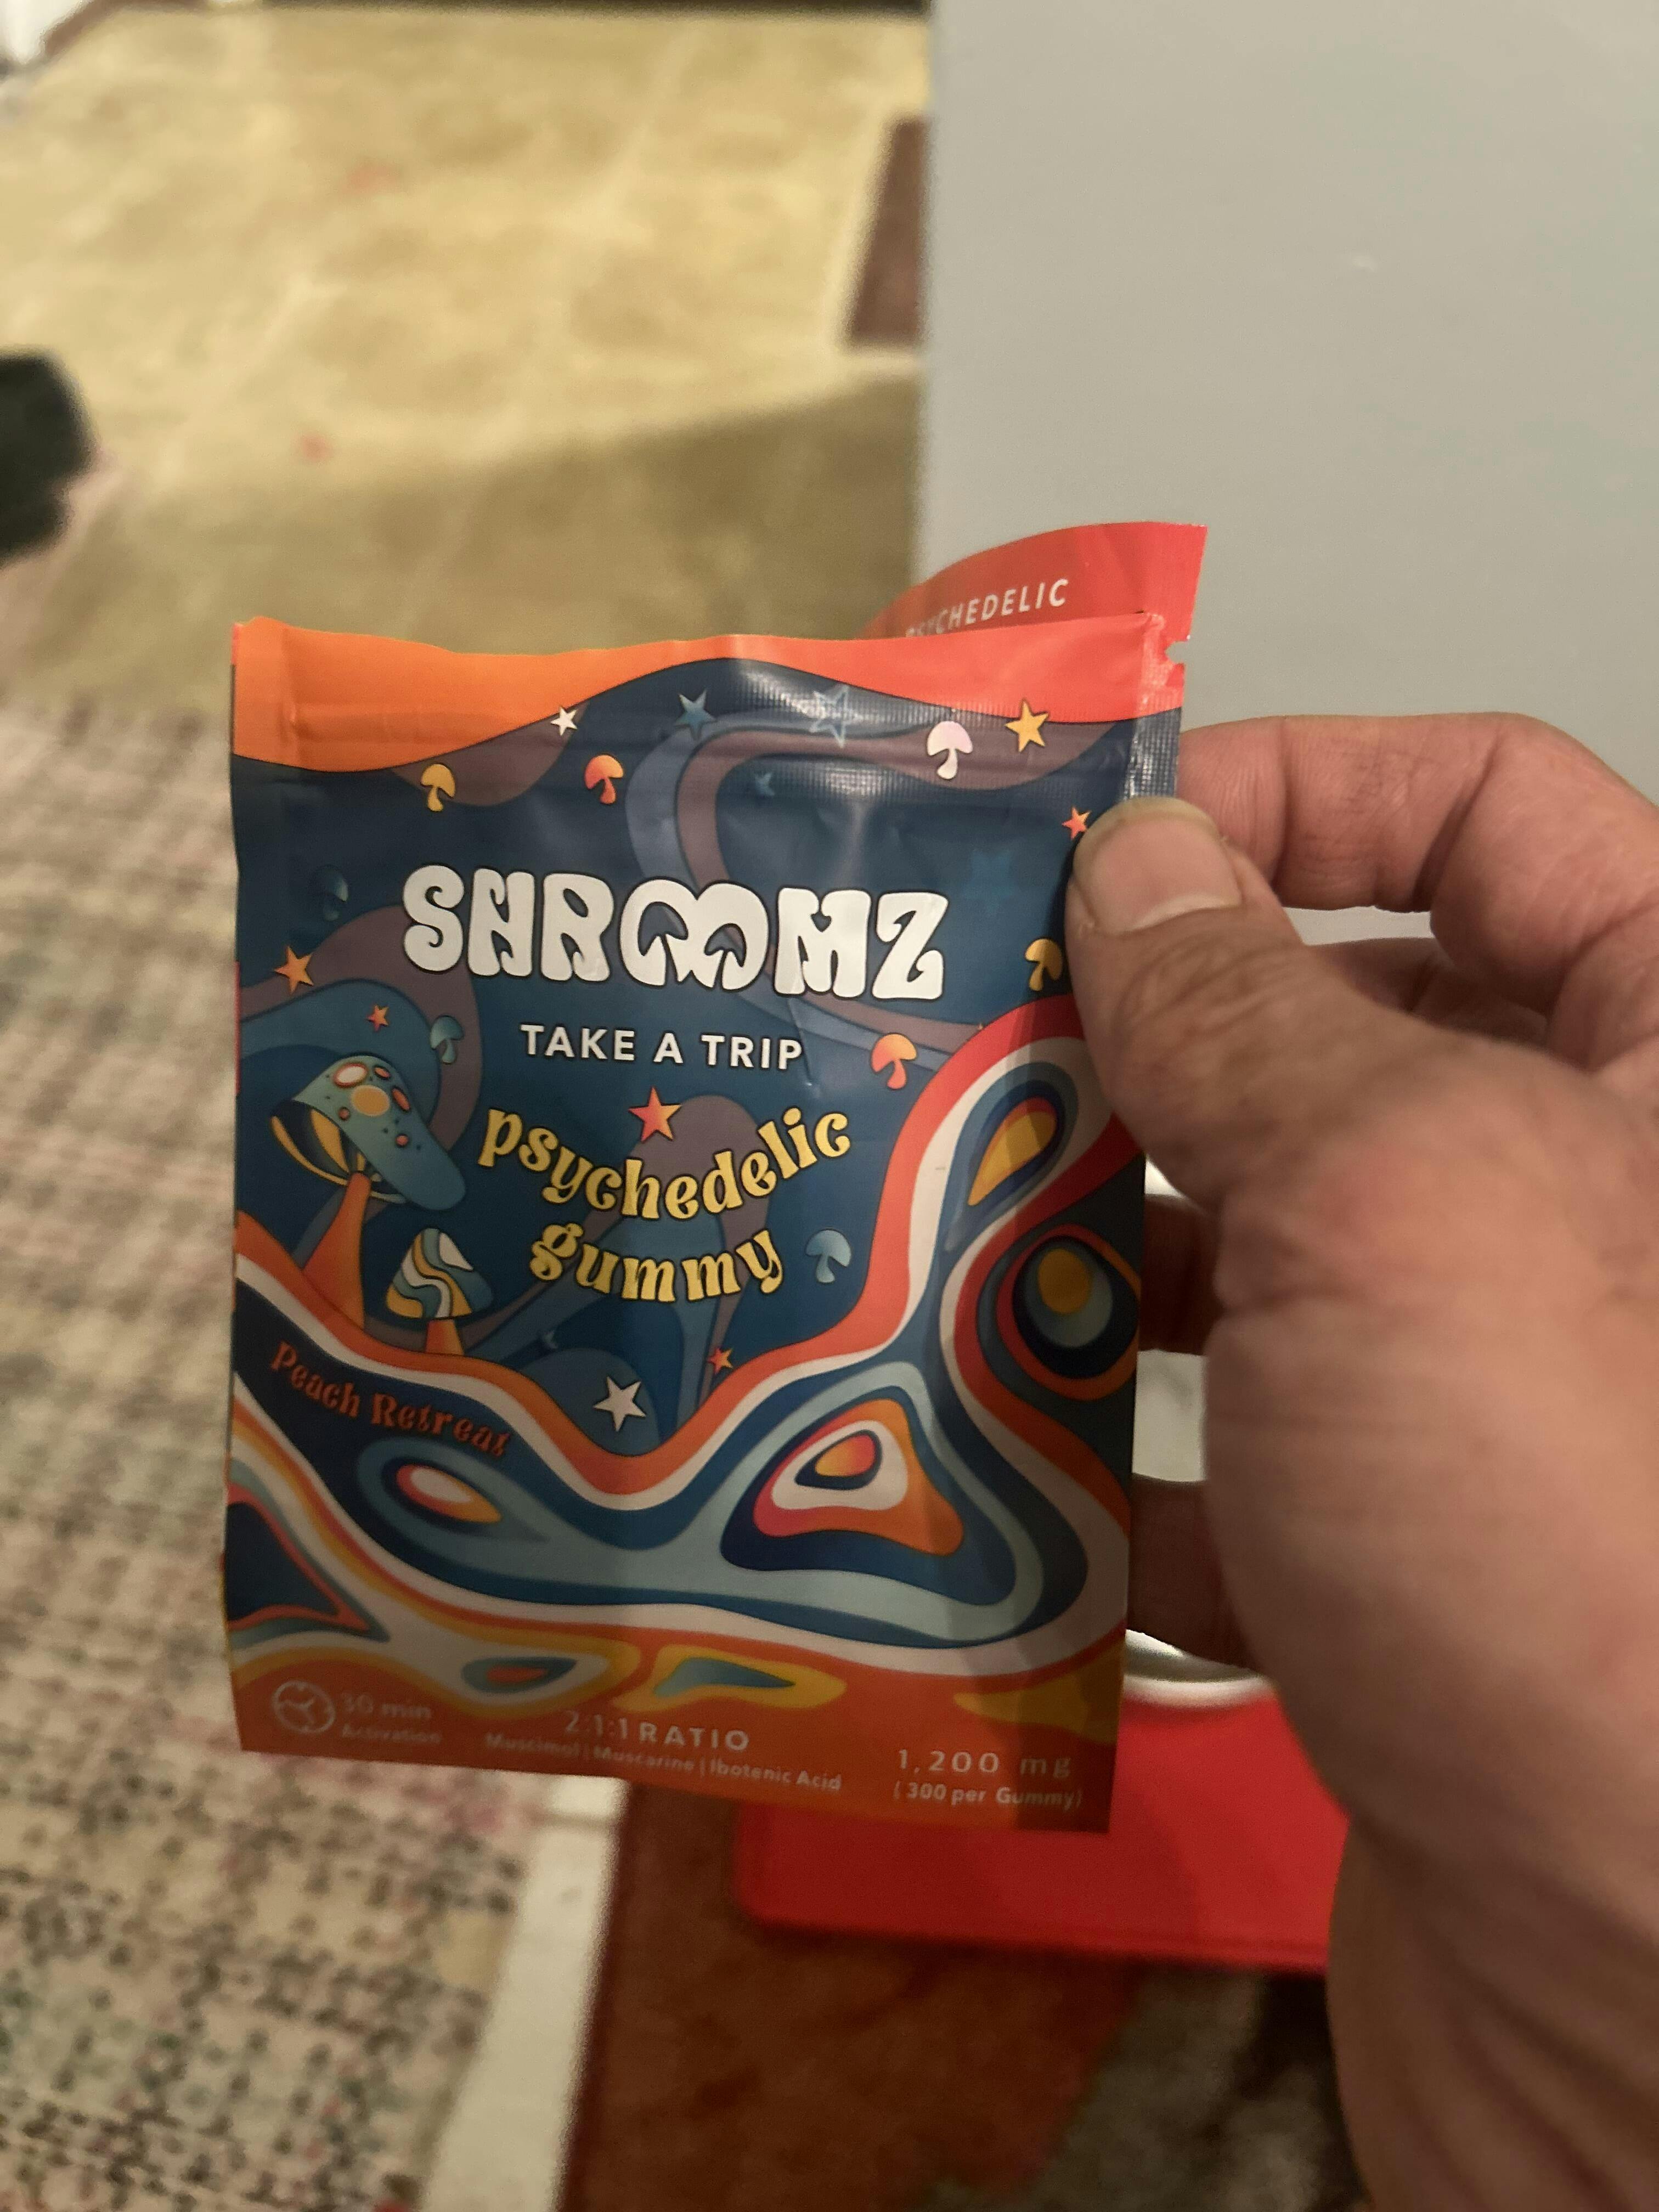 PSYCHEDELIC
SHROOMZ
TAKE A TRIP
psychedelic
gummy
Peach Retreat
30 min
Activation
2:1:1 RATIO
Muscimol | Muscarine | Ibotenic Acid
1,200 mg
(300 per Gummy)